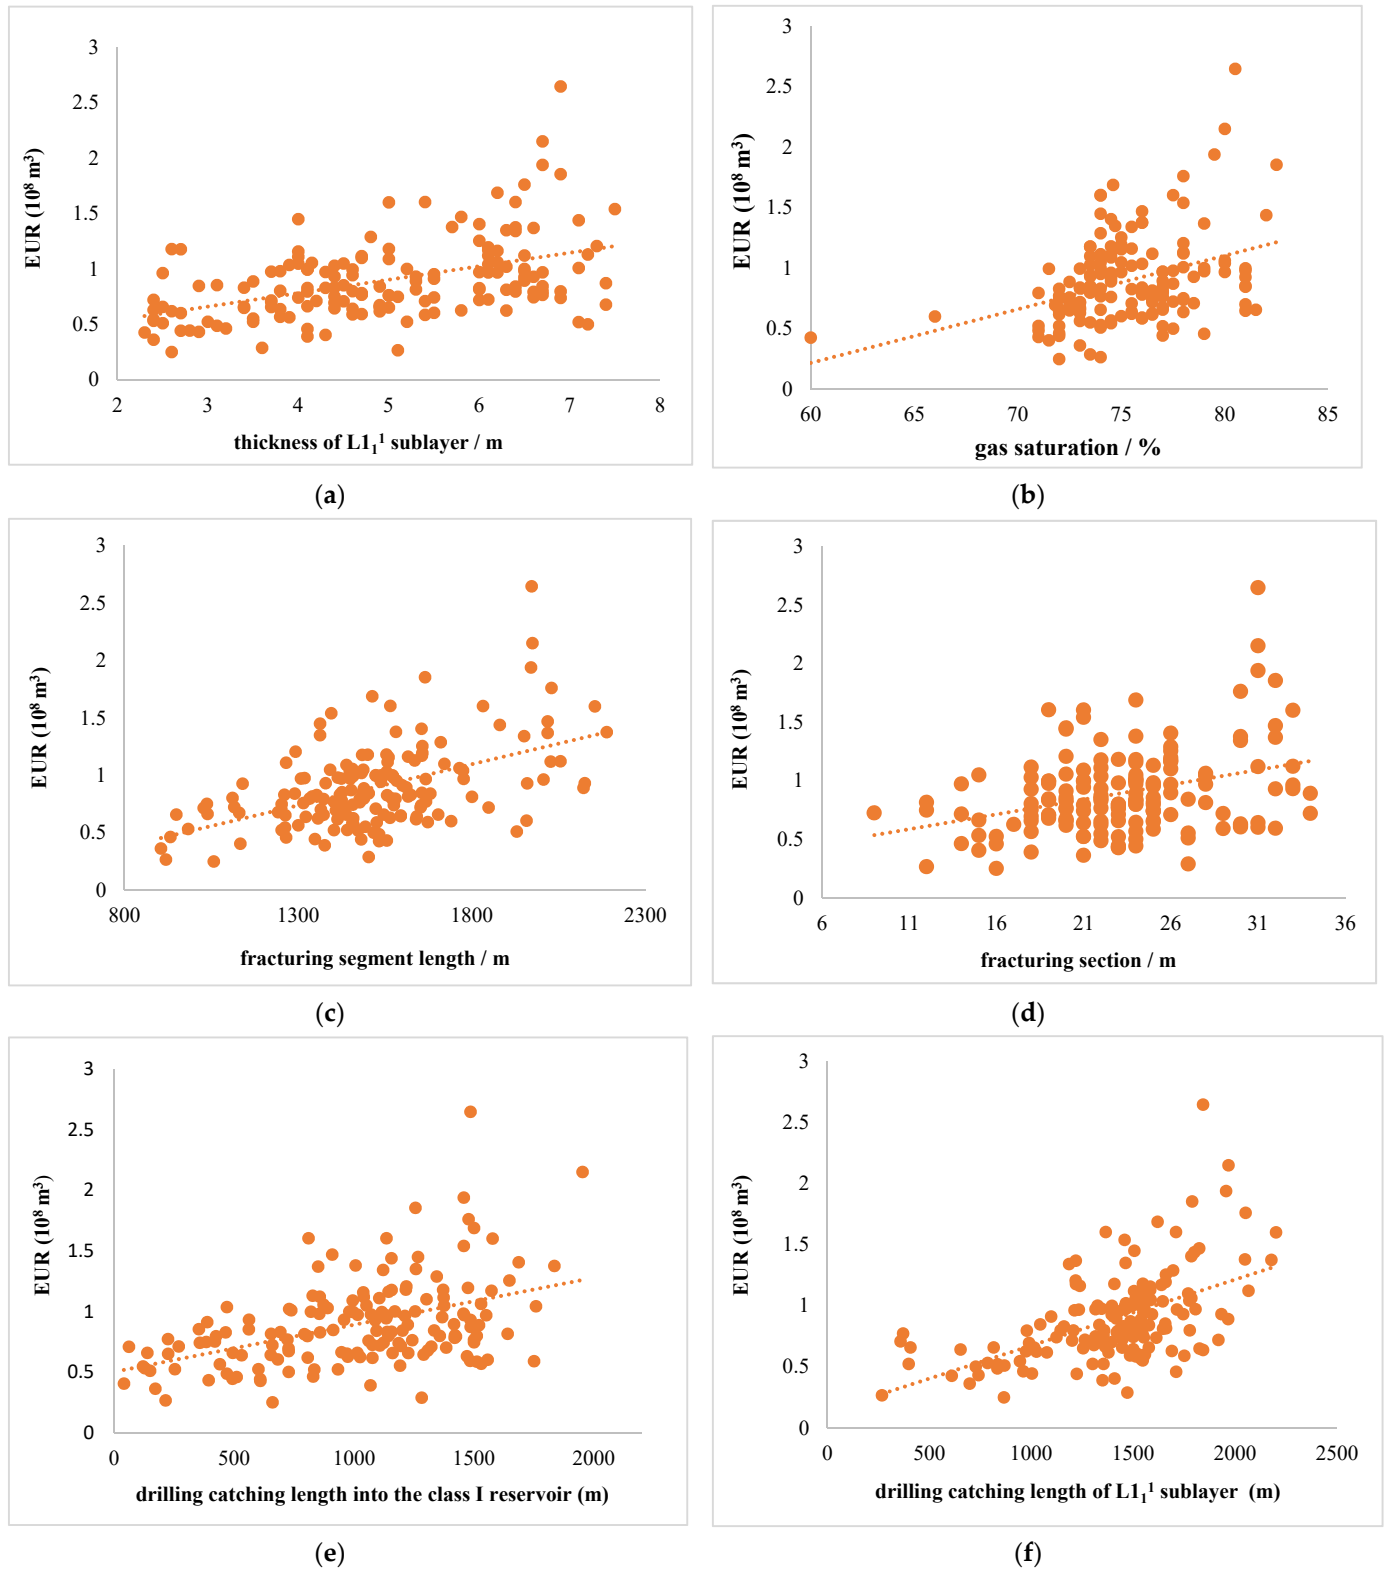 3
2.5
2
1.5
1
0.5
0
EUR (10⁸ m³)
2 3 4 5 6 7 8
thickness of L1₁¹ sublayer / m
(a)
3
2.5
2
1.5
1
0.5
0
EUR (10⁸ m³)
60 65 70 75 80 85
gas saturation / %
(b)
3
2.5
2
1.5
1
0.5
0
EUR (10⁸ m³)
800 1300 1800 2300
fracturing segment length / m
(c)
3
2.5
2
1.5
1
0.5
0
EUR (10⁸ m³)
6 11 16 21 26 31 36
fracturing section / m
(d)
3
2.5
2
1.5
1
0.5
0
EUR (10⁸ m³)
0 500 1000 1500 2000
drilling catching length into the class I reservoir (m)
(e)
3
2.5
2
1.5
1
0.5
0
EUR (10⁸ m³)
0 500 1000 1500 2000 2500
drilling catching length of L1₁¹ sublayer (m)
(f)